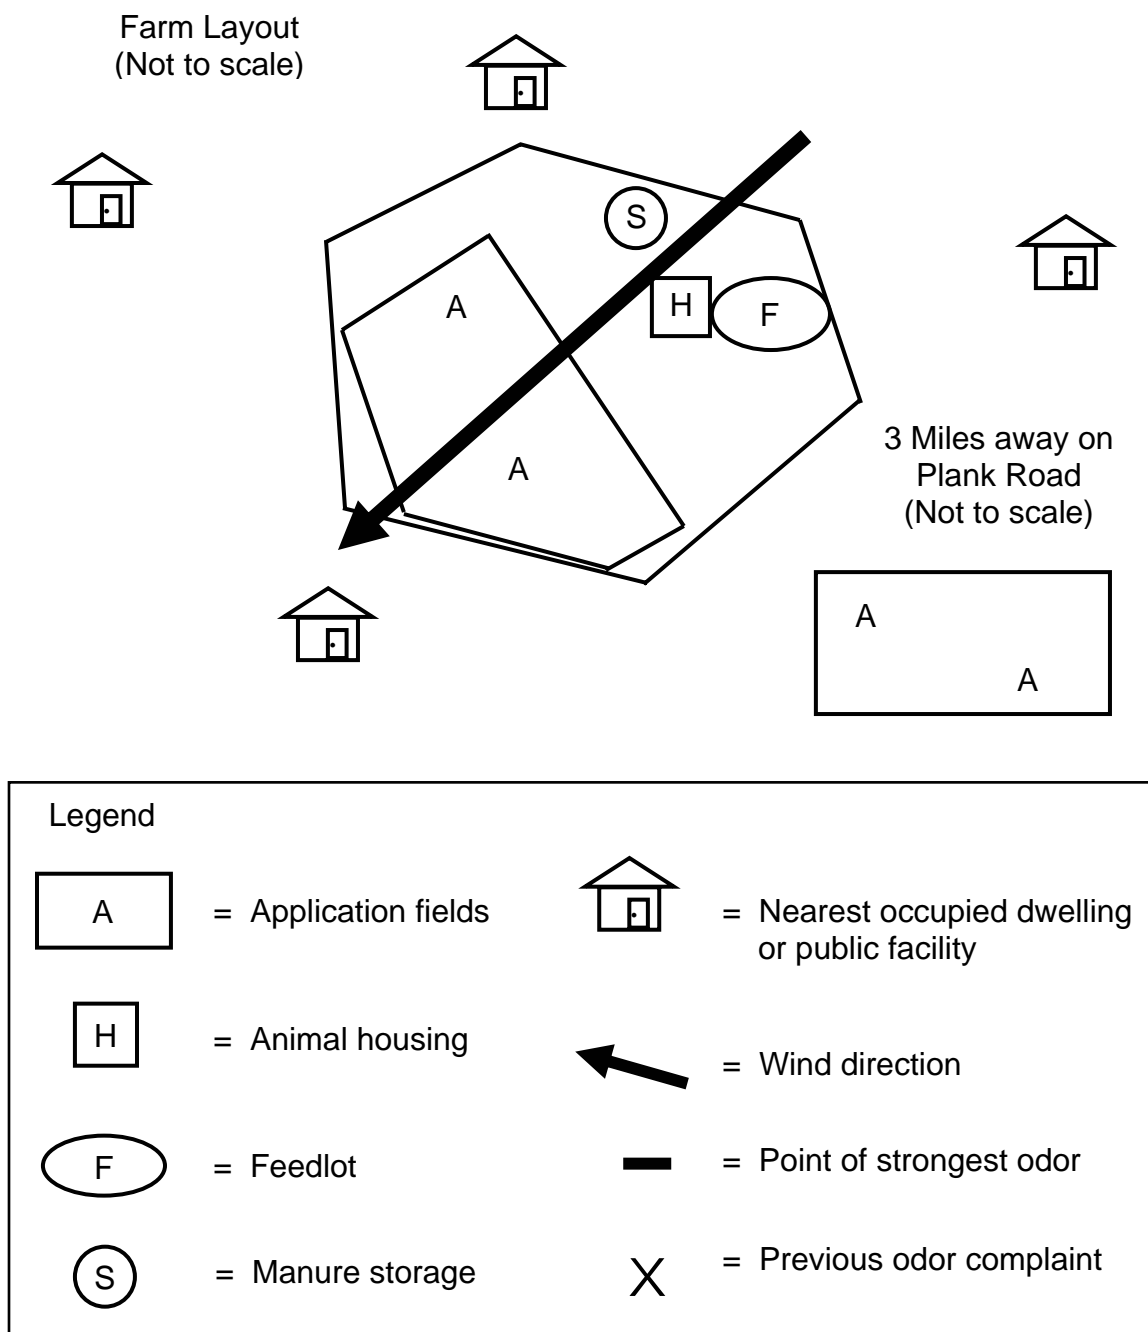 Farm Layout
(Not to scale)
S
H
F
A
A
3 Miles away on
Plank Road
(Not to scale)
A
A
Legend
A
= Application fields
= Nearest occupied dwelling
or public facility
H
= Animal housing
= Wind direction
F
= Feedlot
= Point of strongest odor
S
= Manure storage
X
= Previous odor complaint